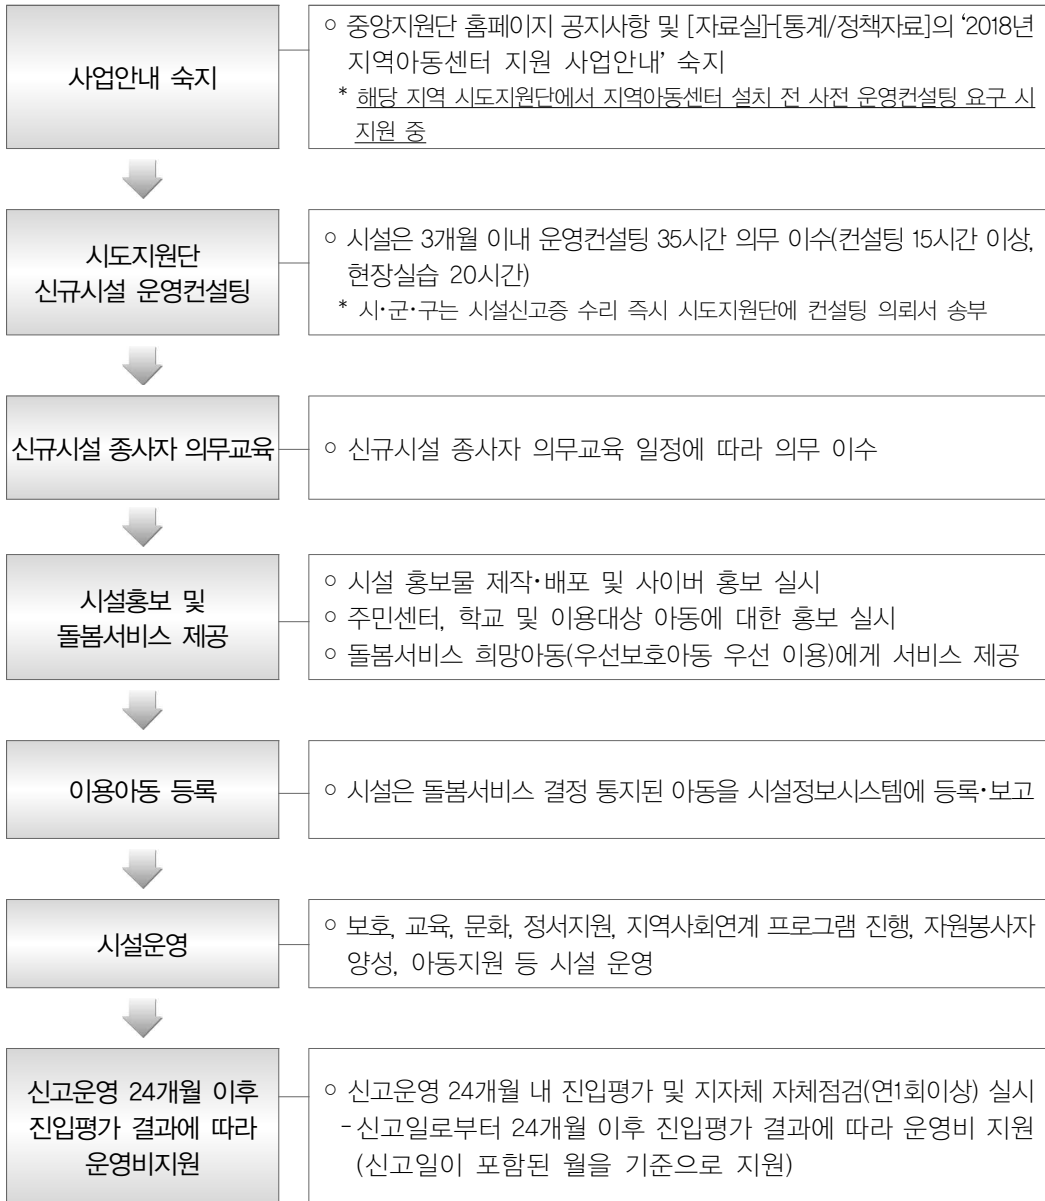 사업안내 숙지
○ 중앙지원단 홈페이지 공지사항 및 [자료실]-[통계/정책자료]의 ‘2018년
지역아동센터 지원 사업안내’ 숙지
* 해당 지역 시도지원단에서 지역아동센터 설치 전 사전 운영컨설팅 요구 시
지원 중
시도지원단
신규시설 운영컨설팅
○ 시설은 3개월 이내 운영컨설팅 35시간 의무 이수(컨설팅 15시간 이상,
현장실습 20시간)
* 시·군·구는 시설신고증 수리 즉시 시도지원단에 컨설팅 의뢰서 송부
신규시설 종사자 의무교육
○ 신규시설 종사자 의무교육 일정에 따라 의무 이수
시설홍보 및
돌봄서비스 제공
○ 시설 홍보물 제작·배포 및 사이버 홍보 실시
○ 주민센터, 학교 및 이용대상 아동에 대한 홍보 실시
○ 돌봄서비스 희망아동(우선보호아동 우선 이용)에게 서비스 제공
이용아동 등록
○ 시설은 돌봄서비스 결정 통지된 아동을 시설정보시스템에 등록·보고
시설운영
○ 보호, 교육, 문화, 정서지원, 지역사회연계 프로그램 진행, 자원봉사자
양성, 아동지원 등 시설 운영
신고운영 24개월 이후
진입평가 결과에 따라
운영비지원
○ 신고운영 24개월 내 진입평가 및 지자체 자체점검(연1회이상) 실시
- 신고일로부터 24개월 이후 진입평가 결과에 따라 운영비 지원
(신고일이 포함된 월을 기준으로 지원)